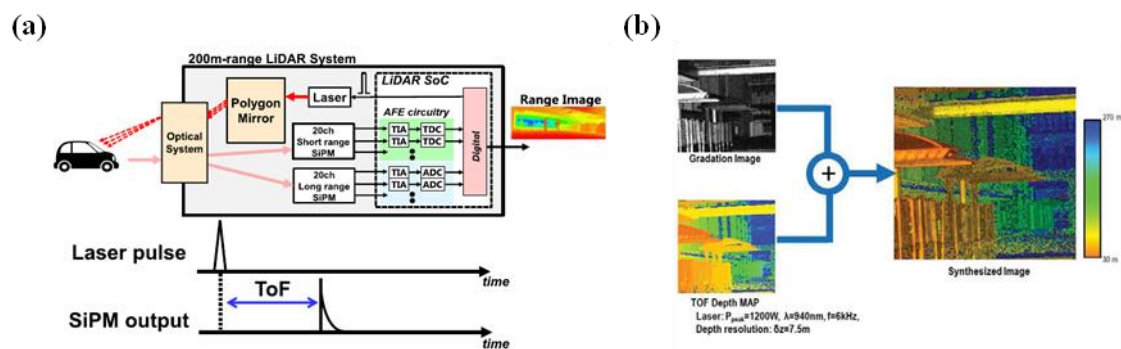 (a)
200m-range LiDAR System
LiDAR SoC
Polygon
Mirror
Laser
AFE circuitry
Range Image
Optical
System
20ch
Short range
SiPM
TIA
TDC
TIA
TDC
20ch
Long range
SiPM
TIA
ADC
TIA
ADC
Digital
Laser pulse
time
ToF
SiPM output
time
(b)
Gradation Image
+
270 m
30 m
Synthesized Image
TOF Depth MAP
Laser: Ppeak=1200W, λ=940nm, f=6kHz,
Depth resolution: δz=7.5m